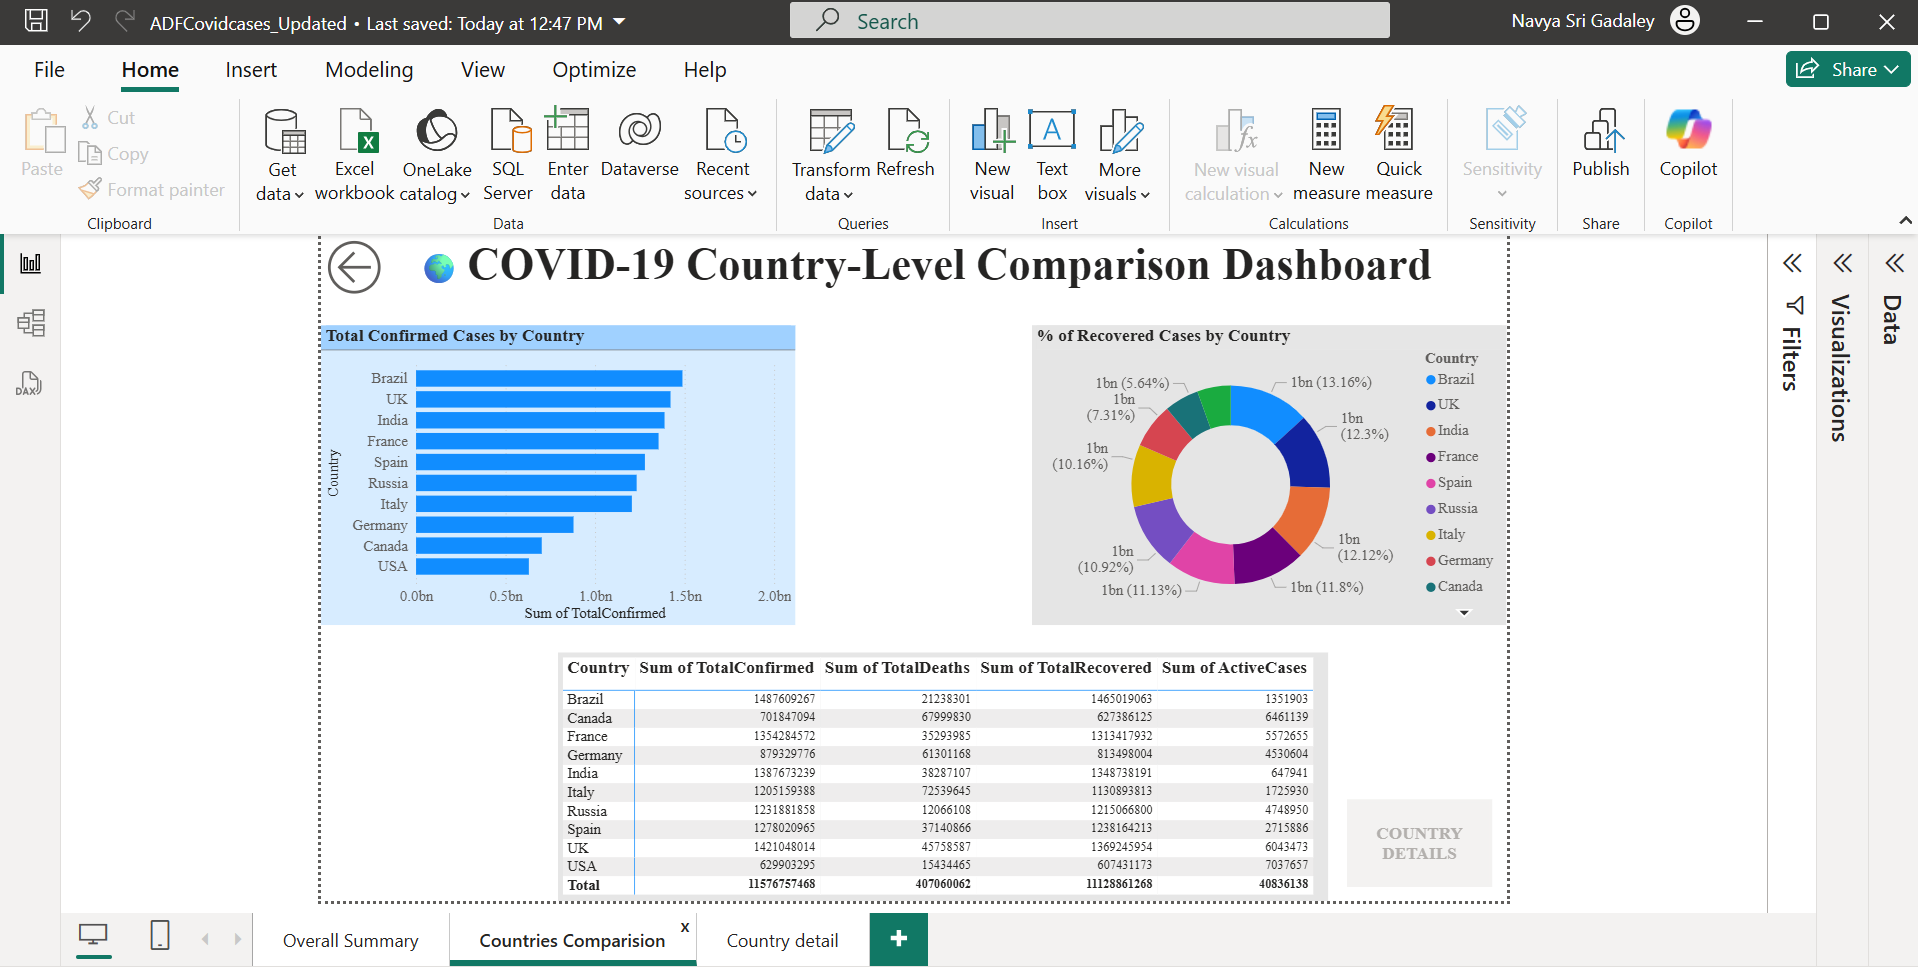 ADFCovidcases_Updated • Last saved: Today at 12:47 PM
Search
Navya Sri Gadaley
File Home Insert Modeling View Optimize Help
Share
Paste
Cut
Copy
Format painter
Clipboard
Get data
Excel workbook
OneLake catalog
SQL Server
Enter data
Dataverse
Recent sources
Data
Transform data
Refresh
Queries
New visual
Text box
More visuals
Insert
New visual calculation
New measure
Quick measure
Calculations
Sensitivity
Sensitivity
Publish
Share
Copilot
Copilot
DAX
COVID-19 Country-Level Comparison Dashboard
Total Confirmed Cases by Country
Country
Brazil
UK
India
France
Spain
Russia
Italy
Germany
Canada
USA
0.0bn 0.5bn 1.0bn 1.5bn 2.0bn
Sum of TotalConfirmed
% of Recovered Cases by Country
1bn (13.16%)
1bn
(12.3%)
1bn
(12.12%)
1bn (11.8%)
1bn (11.13%)
1bn
(10.92%)
1bn
(10.16%)
1bn
(7.31%)
1bn (5.64%)
Country
Brazil
UK
India
France
Spain
Russia
Italy
Germany
Canada
Country Sum of TotalConfirmed Sum of TotalDeaths Sum of TotalRecovered Sum of ActiveCases
Brazil 1487609267 21238301 1465019063 1351903
Canada 701847094 67999830 627386125 6461139
France 1354284572 35293985 1313417932 5572655
Germany 879329776 61301168 813498004 4530604
India 1387673239 38287107 1348738191 647941
Italy 1205159388 72539645 1130893813 1725930
Russia 1231881858 12066108 1215066800 4748950
Spain 1278020965 37140866 1238164213 2715886
UK 1421048014 45758587 1369245954 6043473
USA 629903295 15434465 607431173 7037657
Total 11576757468 407060062 11128861268 40836138
COUNTRY
DETAILS
Filters
Visualizations
Data
Overall Summary
Countries Comparision x
Country detail
+